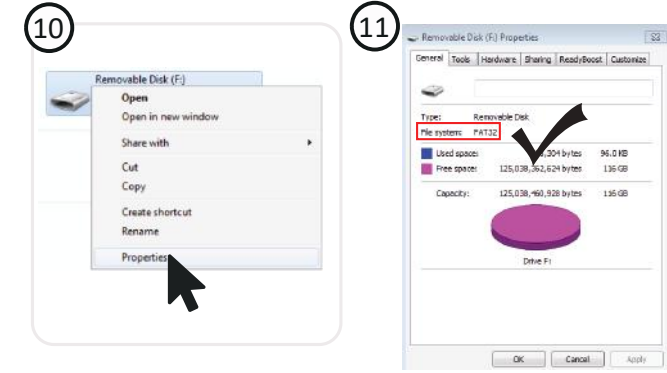 10
Removable Disk (F:)
Open
Open in new window
Share with
Cut
Copy
Create shortcut
Rename
Properties
11
Removable Disk (F:) Properties
General Tools Hardware Sharing ReadyBoost Customize
Type: Removable Disk
File system: FAT32
Used space: ,304 bytes 96.0 KB
Free space: 125,038,362,624 bytes 116 GB
Capacity: 125,038,460,928 bytes 116 GB
Drive F:
OK Cancel Apply